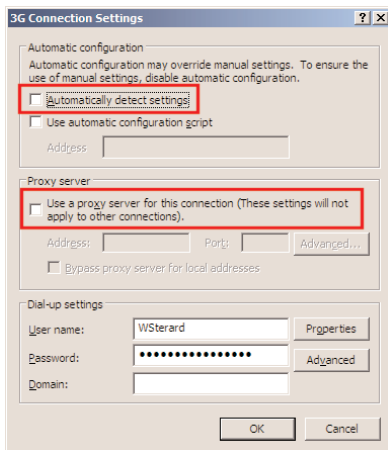 3G Connection Settings
Automatic configuration
Automatic configuration may override manual settings. To ensure the
use of manual settings, disable automatic configuration.
Automatically detect settings
Use automatic configuration script
Address
Proxy server
Use a proxy server for this connection (These settings will not
apply to other connections).
Address: Port: Advanced...
Bypass proxy server for local addresses
Dial-up settings
User name: WSterard Properties
Password: •••••••••••••••• Advanced
Domain:
OK Cancel